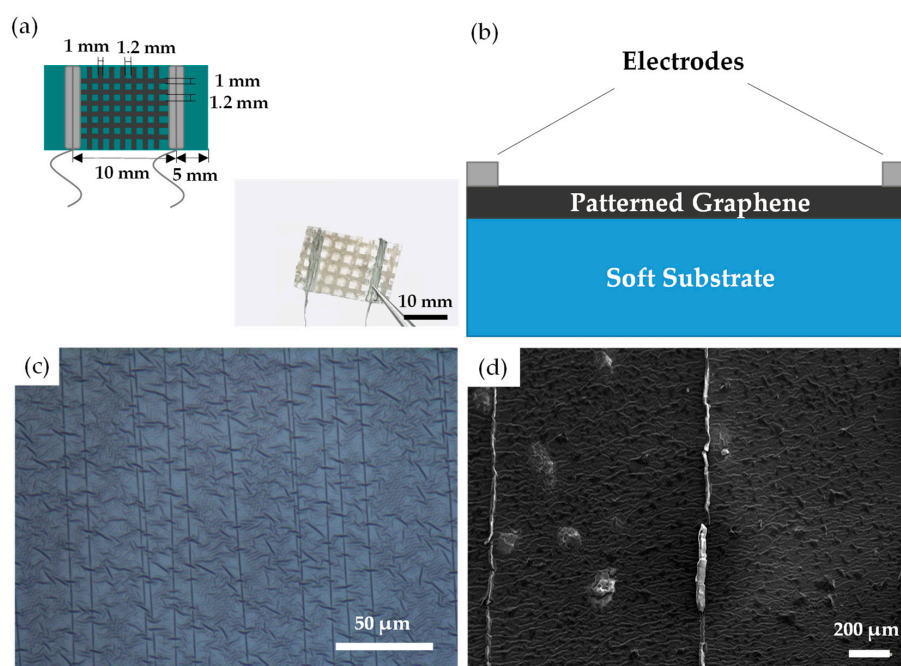 (a)
1 mm
1.2 mm
1 mm
1.2 mm
10 mm
5 mm
10 mm
(b)
Electrodes
Patterned Graphene
Soft Substrate
(c)
50 μm
(d)
200 μm